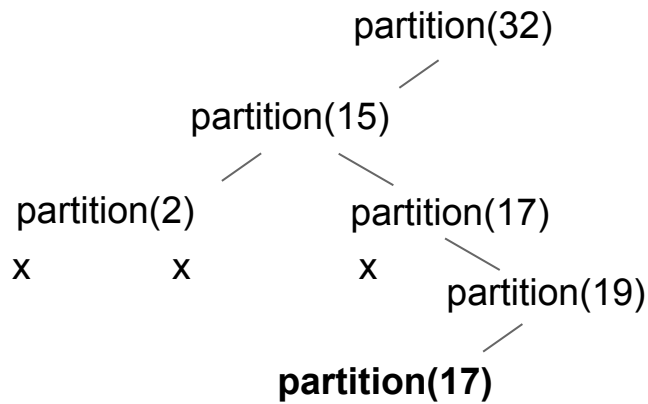 partition(32)
partition(15)
partition(2) partition(17)
x x x
partition(19)
partition(17)